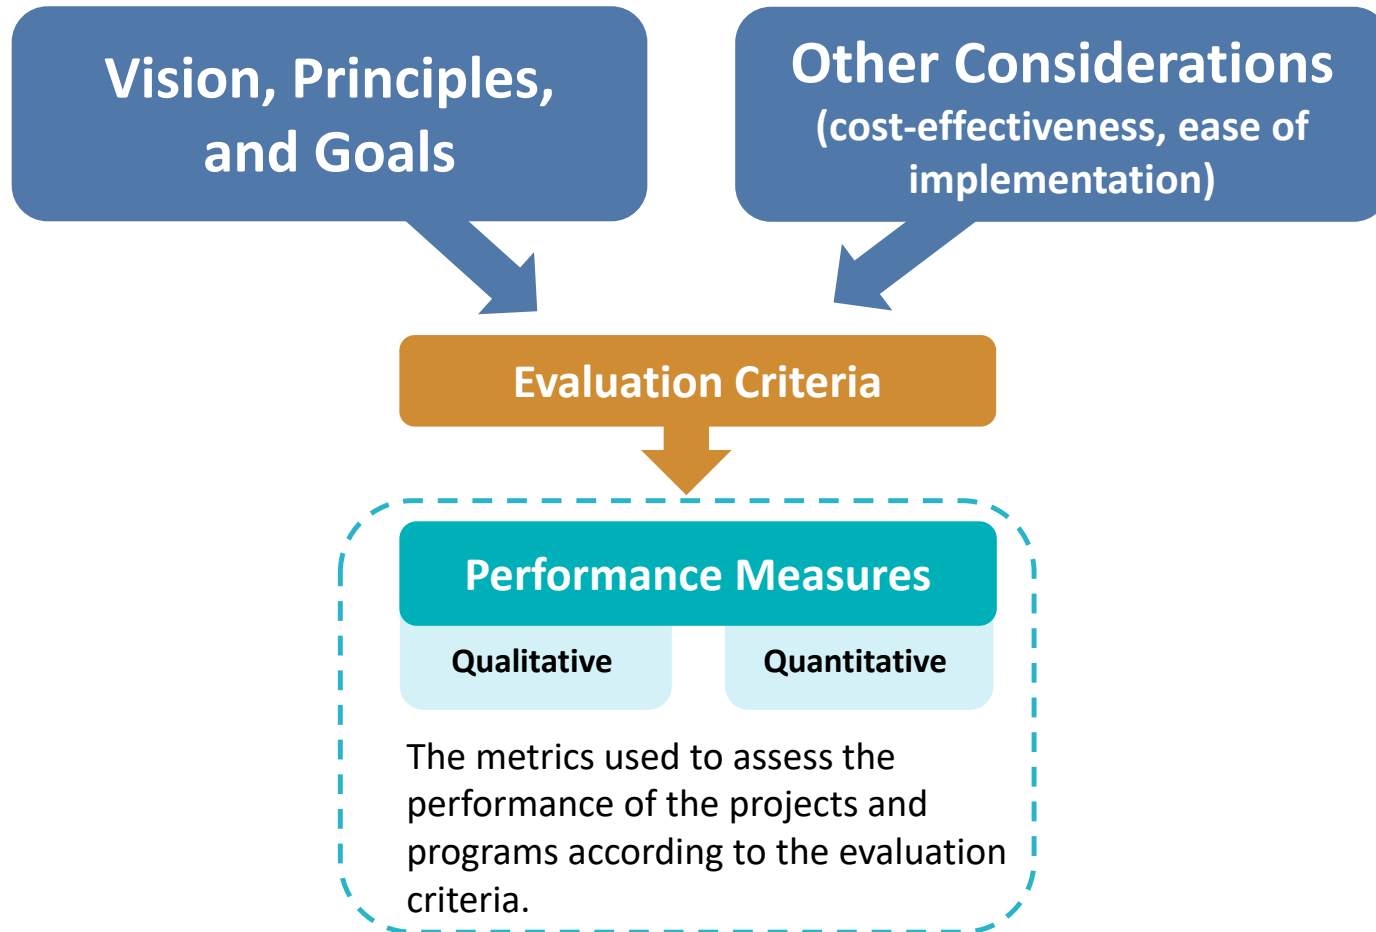 Vision, Principles,
and Goals
Other Considerations
(cost-effectiveness, ease of
implementation)
Evaluation Criteria
Performance Measures
Qualitative
Quantitative
The metrics used to assess the
performance of the projects and
programs according to the evaluation
criteria.